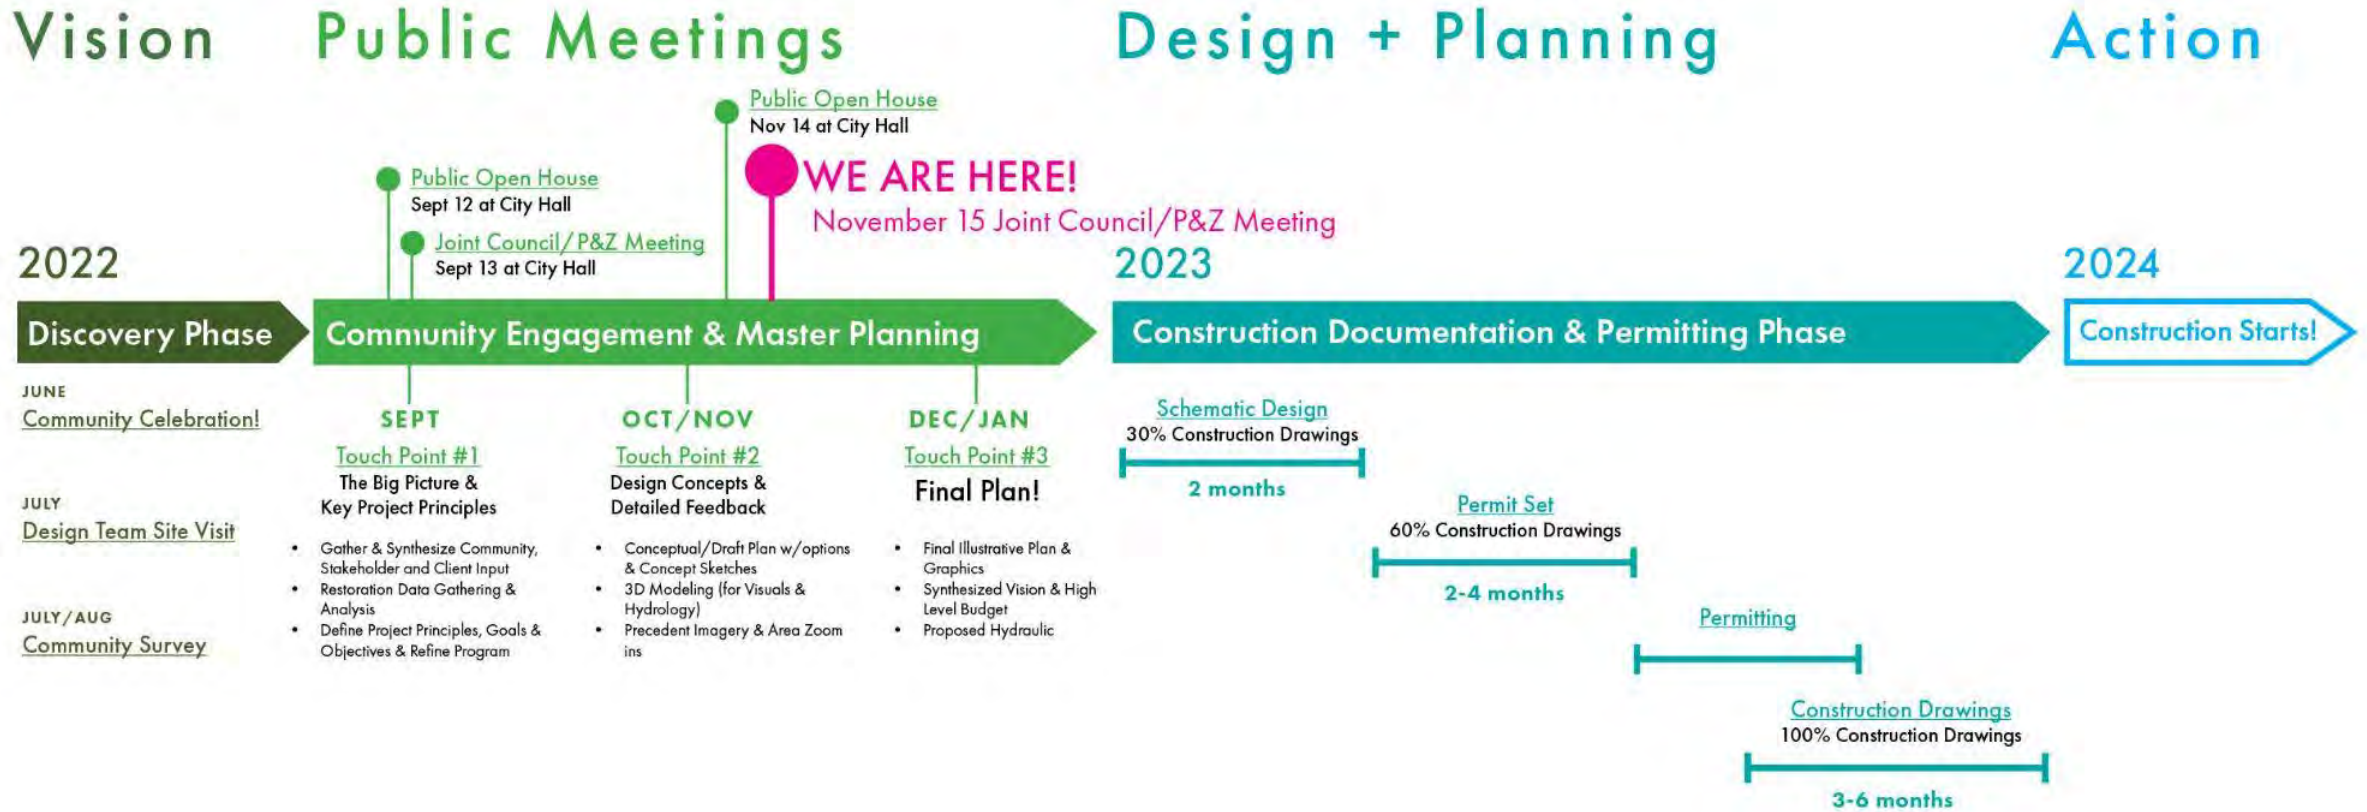 Vision
Public Meetings
Design + Planning
Action
Public Open House
Nov 14 at City Hall
WE ARE HERE!
November 15 Joint Council/P&Z Meeting
Public Open House
Sept 12 at City Hall
Joint Council/P&Z Meeting
Sept 13 at City Hall
2022
2023
2024
Discovery Phase
Community Engagement & Master Planning
Construction Documentation & Permitting Phase
Construction Starts!
JUNE
Community Celebration!
JULY
Design Team Site Visit
JULY/AUG
Community Survey
SEPT
Touch Point #1
The Big Picture &
Key Project Principles
• Gather & Synthesize Community,
Stakeholder and Client Input
• Restoration Data Gathering &
Analysis
• Define Project Principles, Goals &
Objectives & Refine Program
OCT/NOV
Touch Point #2
Design Concepts &
Detailed Feedback
• Conceptual/Draft Plan w/options
& Concept Sketches
• 3D Modeling (for Visuals &
Hydrology)
• Precedent Imagery & Area Zoom
ins
DEC/JAN
Touch Point #3
Final Plan!
• Final Illustrative Plan &
Graphics
• Synthesized Vision & High
Level Budget
• Proposed Hydraulic
Schematic Design
30% Construction Drawings
2 months
Permit Set
60% Construction Drawings
2-4 months
Permitting
Construction Drawings
100% Construction Drawings
3-6 months